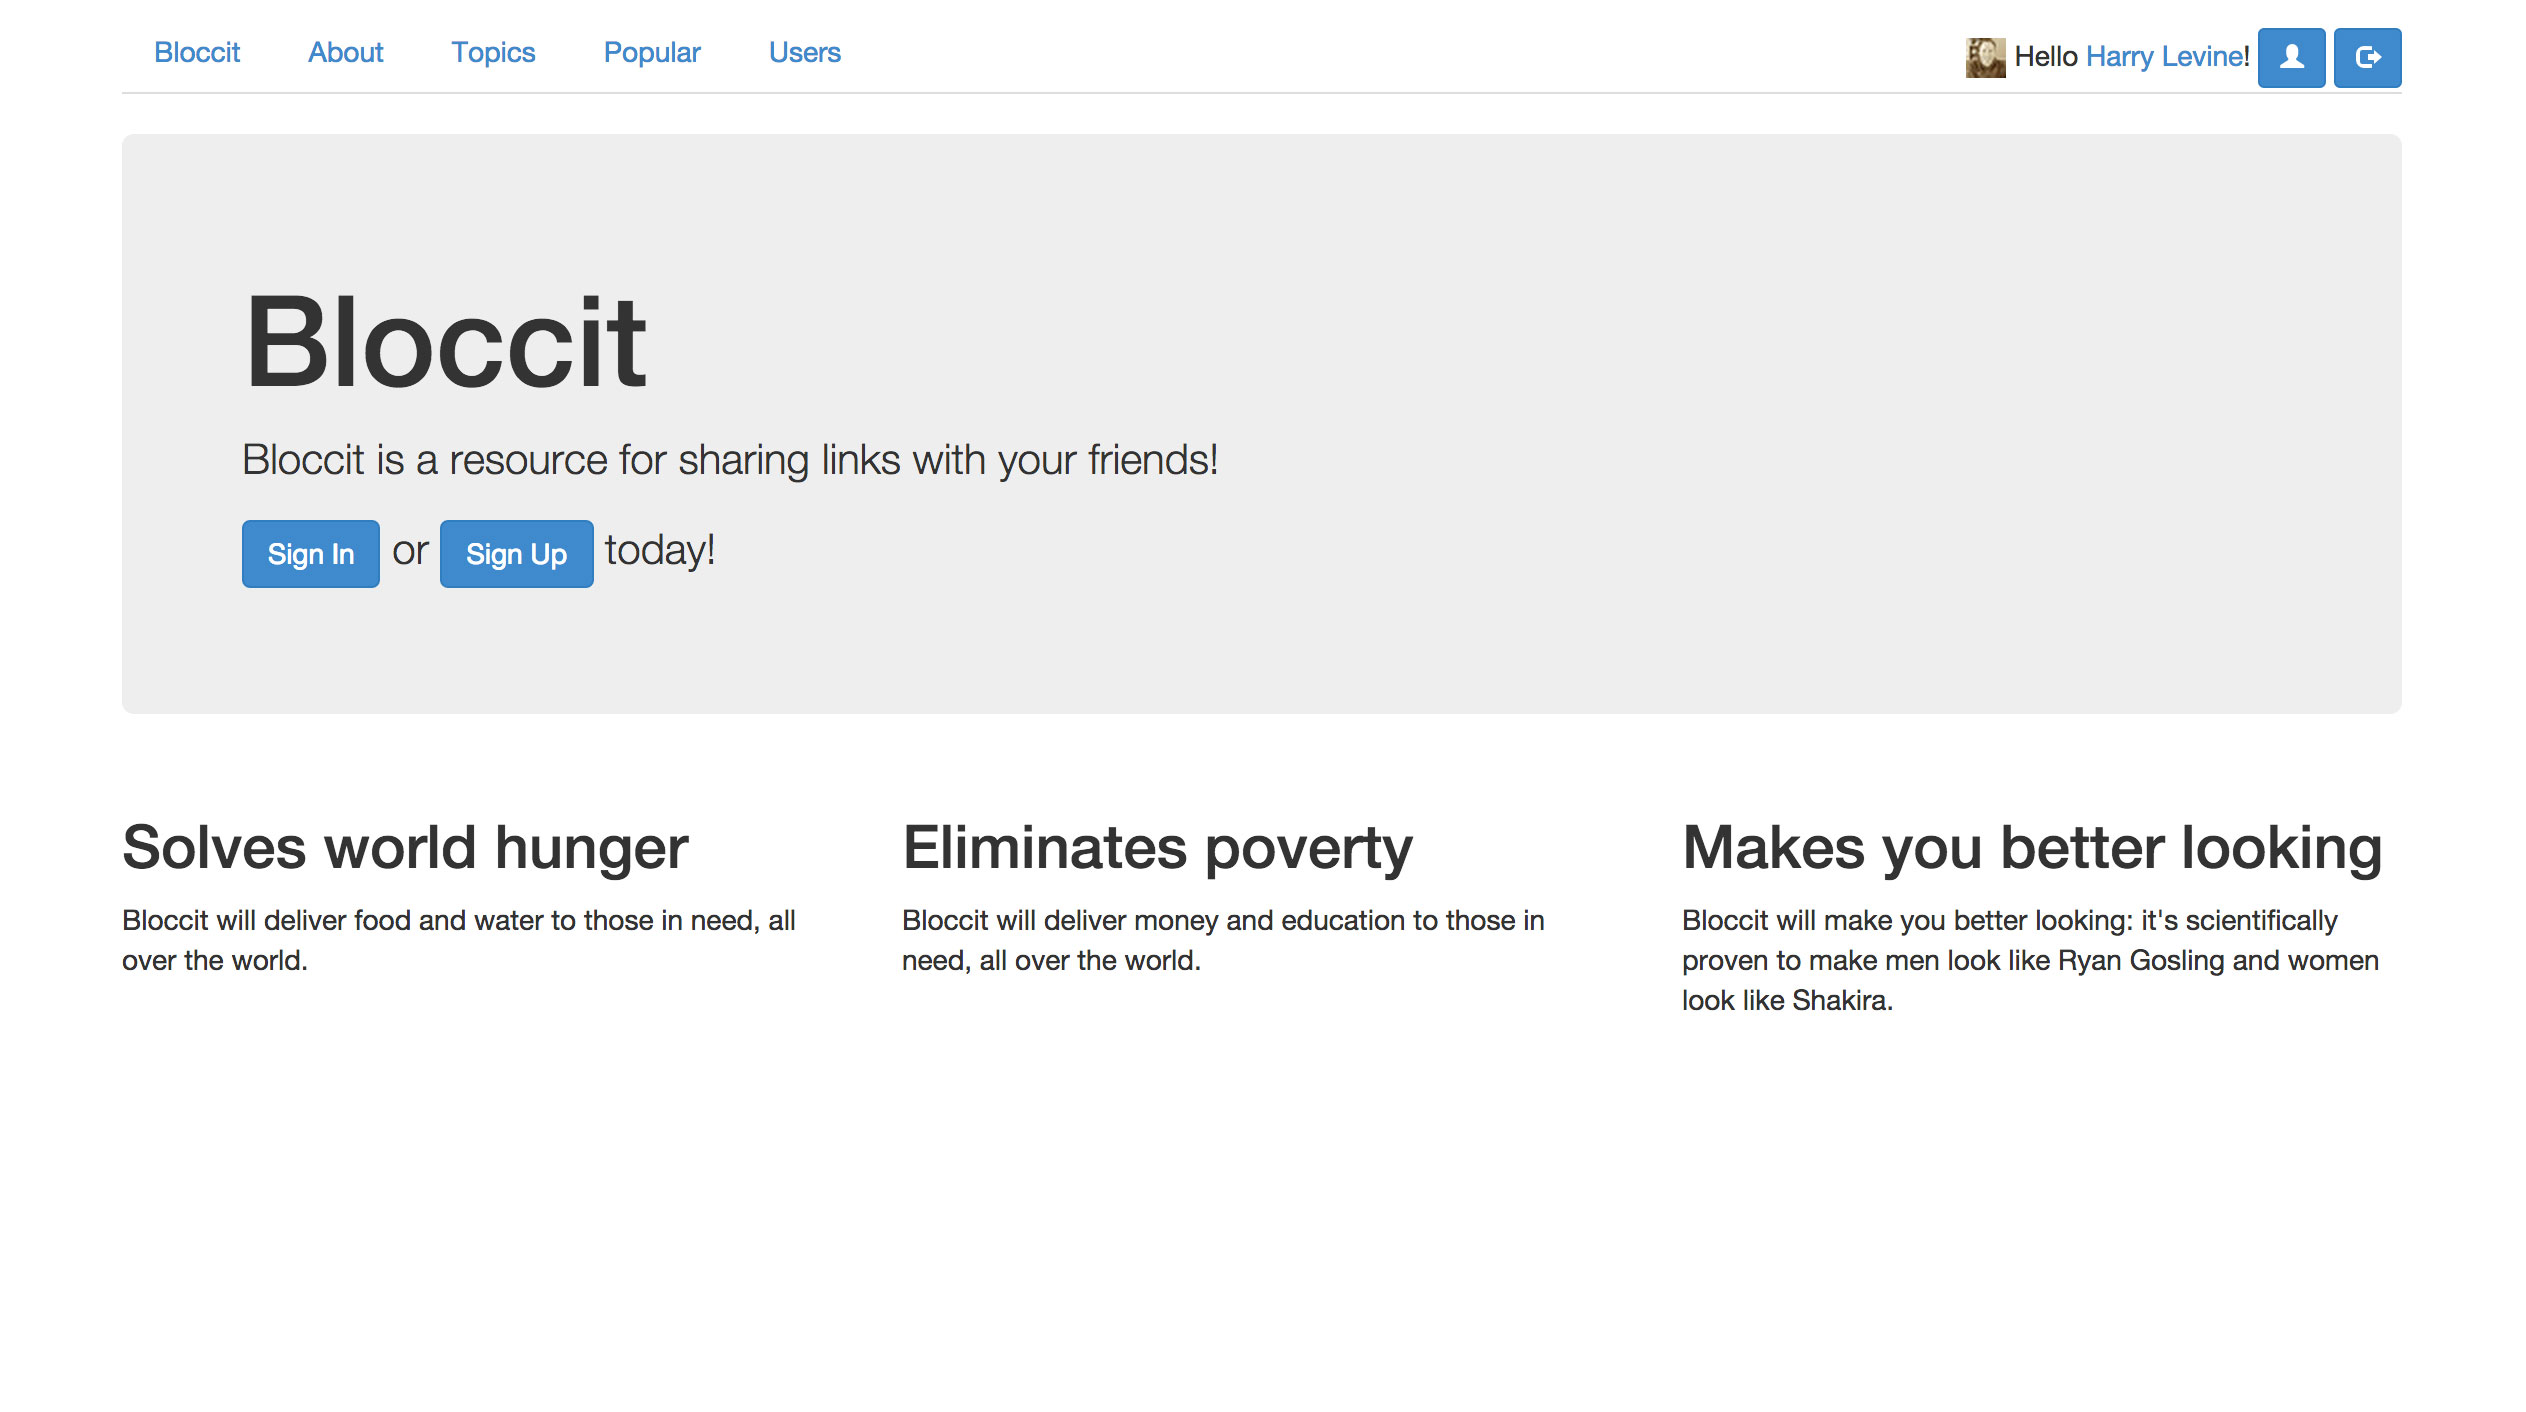 Bloccit About Topics Popular Users Hello Harry Levine!
Bloccit
Bloccit is a resource for sharing links with your friends!
Sign In or Sign Up today!
Solves world hunger
Bloccit will deliver food and water to those in need, all
over the world.
Eliminates poverty
Bloccit will deliver money and education to those in
need, all over the world.
Makes you better looking
Bloccit will make you better looking: it's scientifically
proven to make men look like Ryan Gosling and women
look like Shakira.